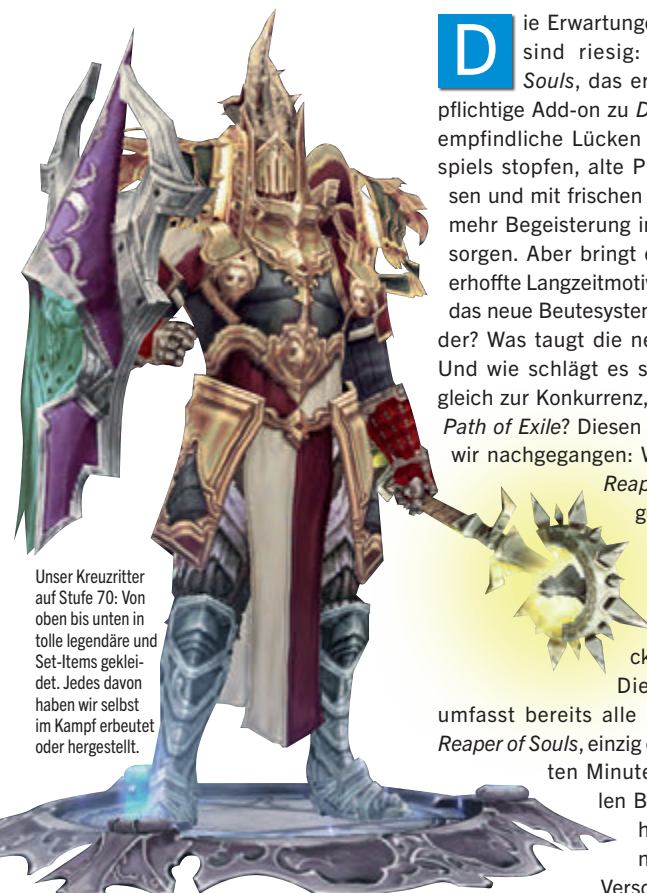 Die Erwartunge
sind riesig:
Souls, das er
pflichtige Add-on zu D
empfindliche Lücken
spiels stopfen, alte P
sen und mit frischen
mehr Begeisterung in
sorgen. Aber bringt e
erhoffte Langzeitmotiv
das neue Beutesystem
der? Was taugt die ne
Und wie schlägt es s
gleich zur Konkurrenz,
Path of Exile? Diesen
wir nachgegangen: W
Reap
g
ck
Die
umfasst bereits alle
Reaper of Souls, einzig
ten Minute
len B
h
n
Versc
Unser Kreuzritter
auf Stufe 70: Von
oben bis unten in
tolle legendäre und
Set-Items geklei-
det. Jedes davon
haben wir selbst
im Kampf erbeutet
oder hergestellt.